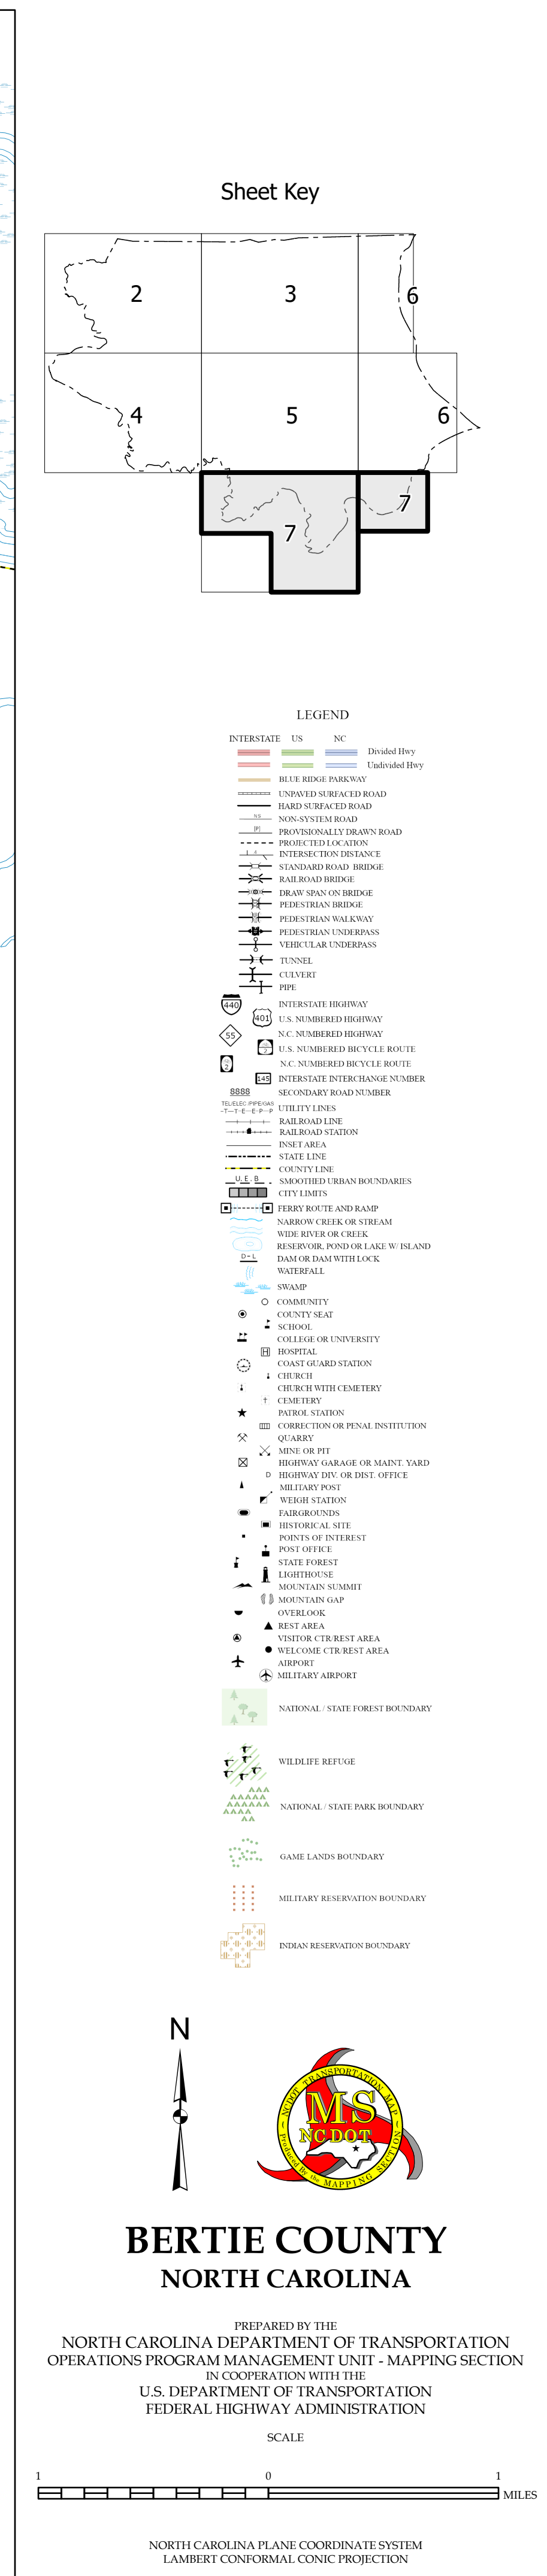 Sheet Key
2
3
6
4
5
6
7
7
LEGEND
INTERSTATE US NC
Divided Hwy
Undivided Hwy
BLUE RIDGE PARKWAY
UNPAVED SURFACED ROAD
HARD SURFACED ROAD
NS NON-SYSTEM ROAD
[P] PROVISIONALLY DRAWN ROAD
PROJECTED LOCATION
INTERSECTION DISTANCE
STANDARD ROAD BRIDGE
RAILROAD BRIDGE
DRAW SPAN ON BRIDGE
PEDESTRIAN BRIDGE
PEDESTRIAN WALKWAY
PEDESTRIAN UNDERPASS
VEHICULAR UNDERPASS
TUNNEL
CULVERT
PIPE
440 INTERSTATE HIGHWAY
401 U.S. NUMBERED HIGHWAY
55 N.C. NUMBERED HIGHWAY
U.S. NUMBERED BICYCLE ROUTE
2 N.C. NUMBERED BICYCLE ROUTE
145 INTERSTATE INTERCHANGE NUMBER
8888 SECONDARY ROAD NUMBER
TEL/ELEC /PIPE/GAS
-T—T-E—E-P—P UTILITY LINES
RAILROAD LINE
RAILROAD STATION
INSET AREA
STATE LINE
COUNTY LINE
U.E.B SMOOTHED URBAN BOUNDARIES
CITY LIMITS
FERRY ROUTE AND RAMP
NARROW CREEK OR STREAM
WIDE RIVER OR CREEK
RESERVOIR, POND OR LAKE W/ ISLAND
D-L DAM OR DAM WITH LOCK
WATERFALL
SWAMP
COMMUNITY
COUNTY SEAT
SCHOOL
COLLEGE OR UNIVERSITY
H HOSPITAL
COAST GUARD STATION
CHURCH
CHURCH WITH CEMETERY
CEMETERY
PATROL STATION
CORRECTION OR PENAL INSTITUTION
QUARRY
MINE OR PIT
HIGHWAY GARAGE OR MAINT. YARD
D HIGHWAY DIV. OR DIST. OFFICE
MILITARY POST
WEIGH STATION
FAIRGROUNDS
HISTORICAL SITE
POINTS OF INTEREST
POST OFFICE
STATE FOREST
LIGHTHOUSE
MOUNTAIN SUMMIT
MOUNTAIN GAP
OVERLOOK
REST AREA
VISITOR CTR/REST AREA
WELCOME CTR/REST AREA
AIRPORT
MILITARY AIRPORT
NATIONAL / STATE FOREST BOUNDARY
WILDLIFE REFUGE
NATIONAL / STATE PARK BOUNDARY
GAME LANDS BOUNDARY
MILITARY RESERVATION BOUNDARY
INDIAN RESERVATION BOUNDARY
N
~ NCDOT TRANSPORTATION MAP ~
MS
NCDOT
Produced By the MAPPING SECTION
BERTIE COUNTY
NORTH CAROLINA
PREPARED BY THE
NORTH CAROLINA DEPARTMENT OF TRANSPORTATION
OPERATIONS PROGRAM MANAGEMENT UNIT - MAPPING SECTION
IN COOPERATION WITH THE
U.S. DEPARTMENT OF TRANSPORTATION
FEDERAL HIGHWAY ADMINISTRATION
SCALE
1 0 1
MILES
NORTH CAROLINA PLANE COORDINATE SYSTEM
LAMBERT CONFORMAL CONIC PROJECTION